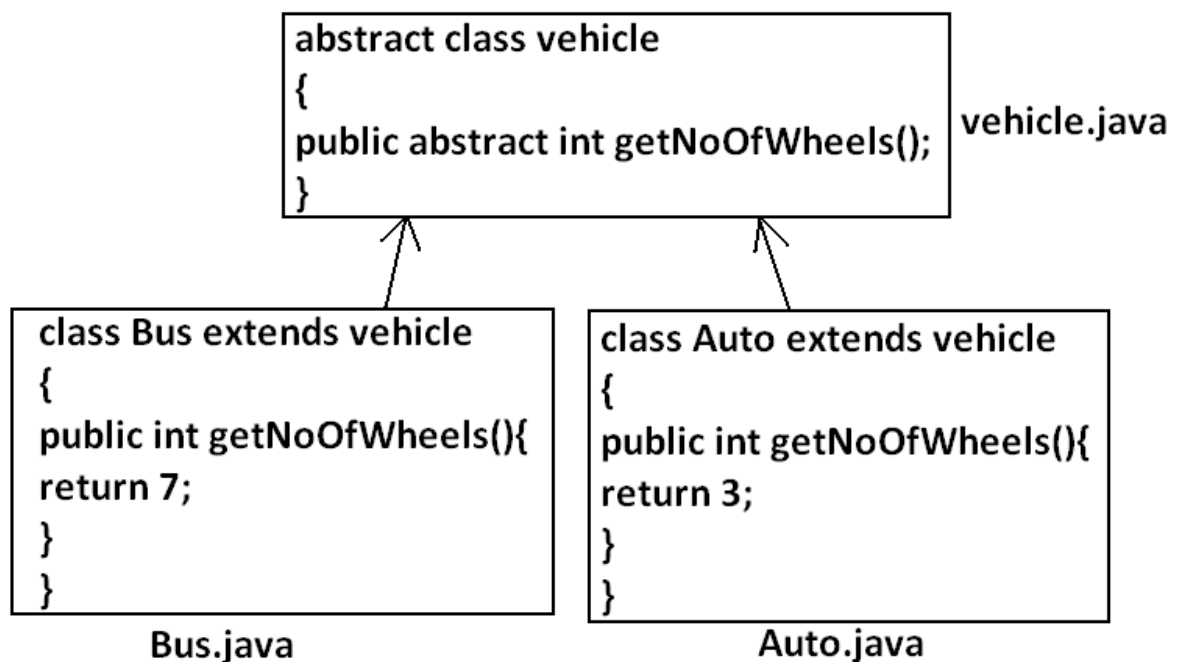 abstract class vehicle
{
public abstract int getNoOfWheels();
}
vehicle.java
class Bus extends vehicle
{
public int getNoOfWheels(){
return 7;
}
}
Bus.java
class Auto extends vehicle
{
public int getNoOfWheels(){
return 3;
}
}
Auto.java